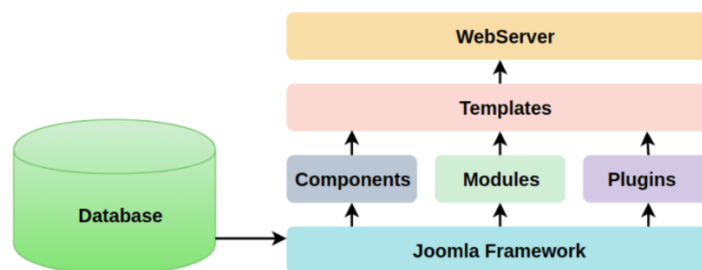 WebServer
Templates
Components
Modules
Plugins
Database
Joomla Framework